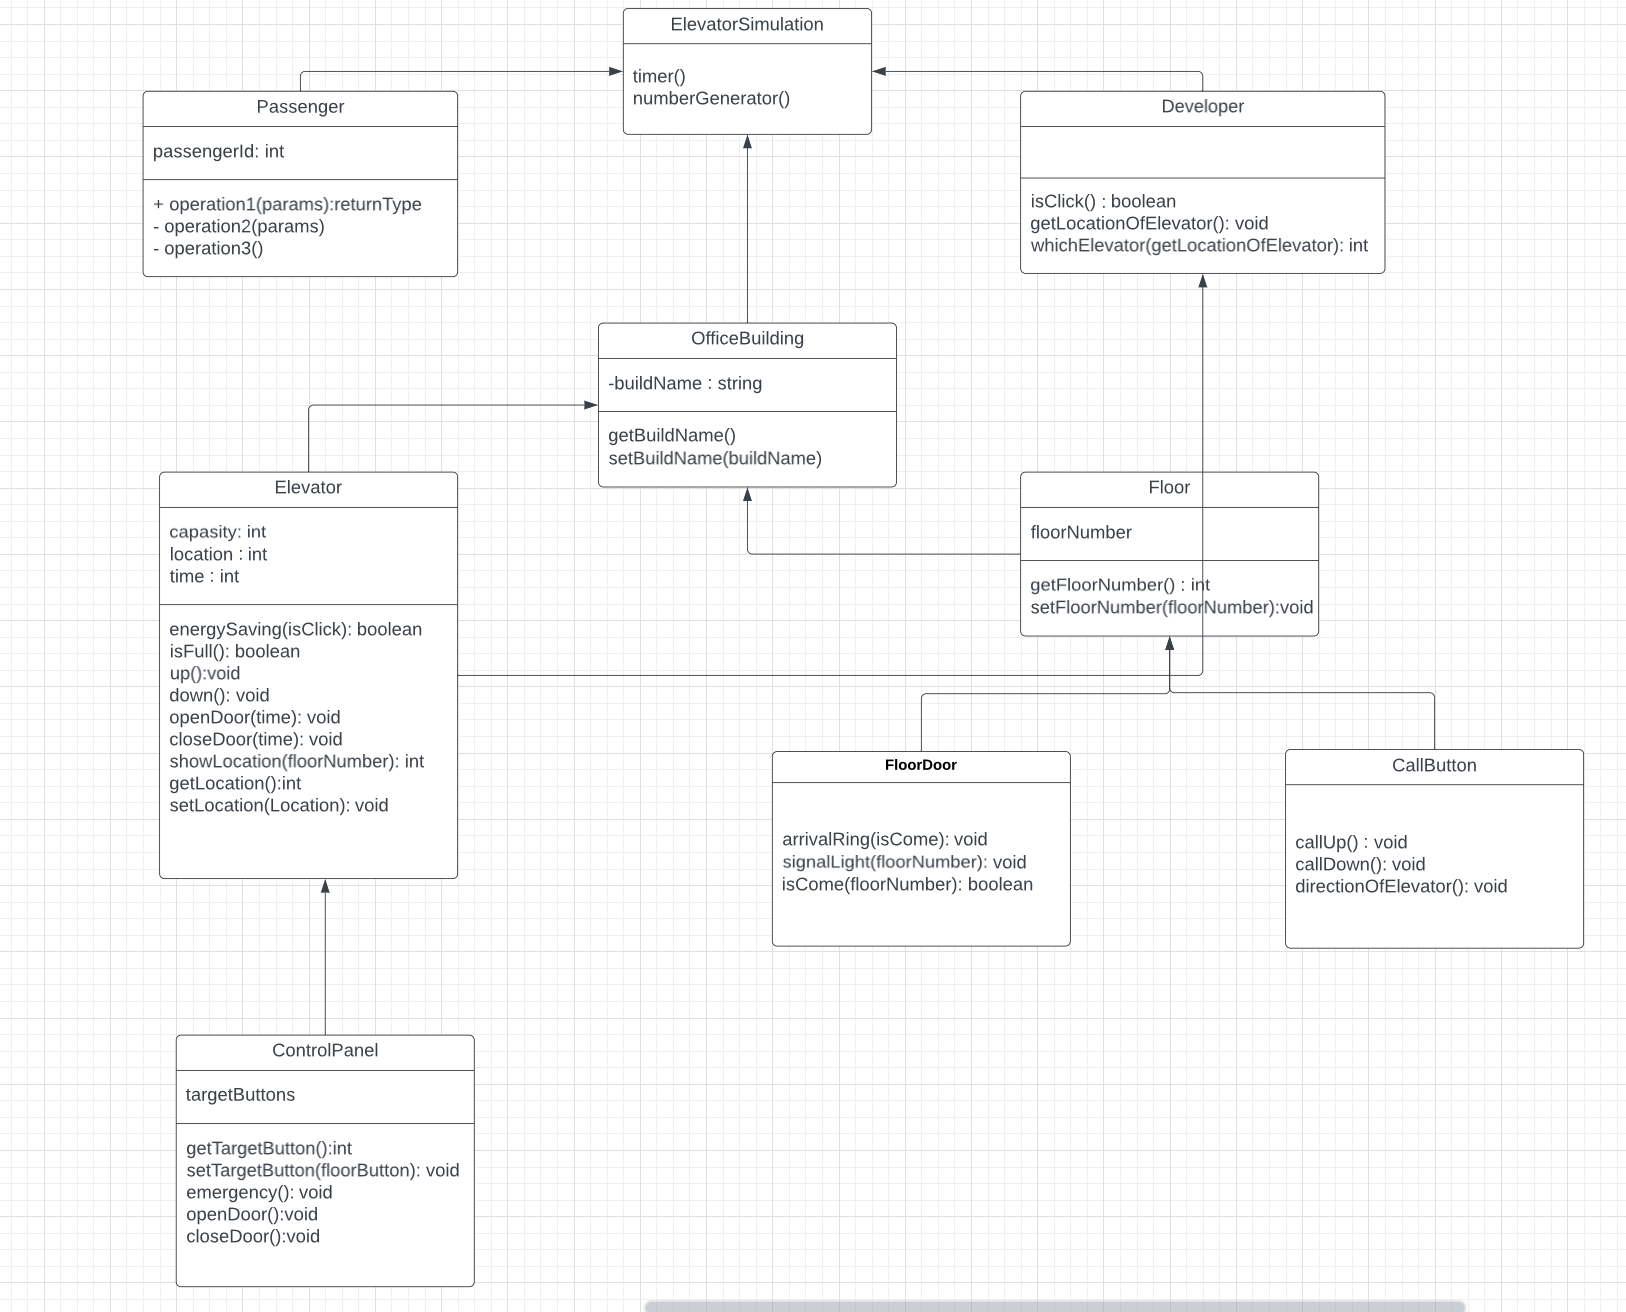 ElevatorSimulation
timer()
numberGenerator()
Passenger
passengerId: int
+ operation1(params):returnType
- operation2(params)
- operation3()
Developer
isClick() : boolean
getLocationOfElevator(): void
whichElevator(getLocationOfElevator): int
OfficeBuilding
-buildName : string
getBuildName()
setBuildName(buildName)
Elevator
capasity: int
location : int
time : int
energySaving(isClick): boolean
isFull(): boolean
up():void
down(): void
openDoor(time): void
closeDoor(time): void
showLocation(floorNumber): int
getLocation():int
setLocation(Location): void
Floor
floorNumber
getFloorNumber() : int
setFloorNumber(floorNumber):void
FloorDoor
arrivalRing(isCome): void
signalLight(floorNumber): void
isCome(floorNumber): boolean
CallButton
callUp() : void
callDown(): void
directionOfElevator(): void
ControlPanel
targetButtons
getTargetButton():int
setTargetButton(floorButton): void
emergency(): void
openDoor():void
closeDoor():void